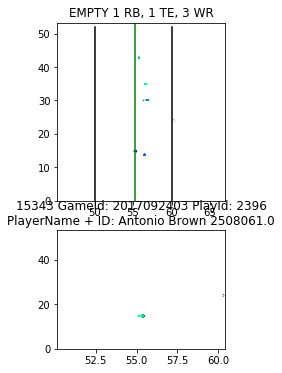 EMPTY 1 RB, 1 TE, 3 WR
50
40
30
20
10
0
50 55 60 65
15343 GameId: 2017092403 PlayId: 2396
PlayerName + ID: Antonio Brown 2508061.0
40
20
0
52.5 55.0 57.5 60.0